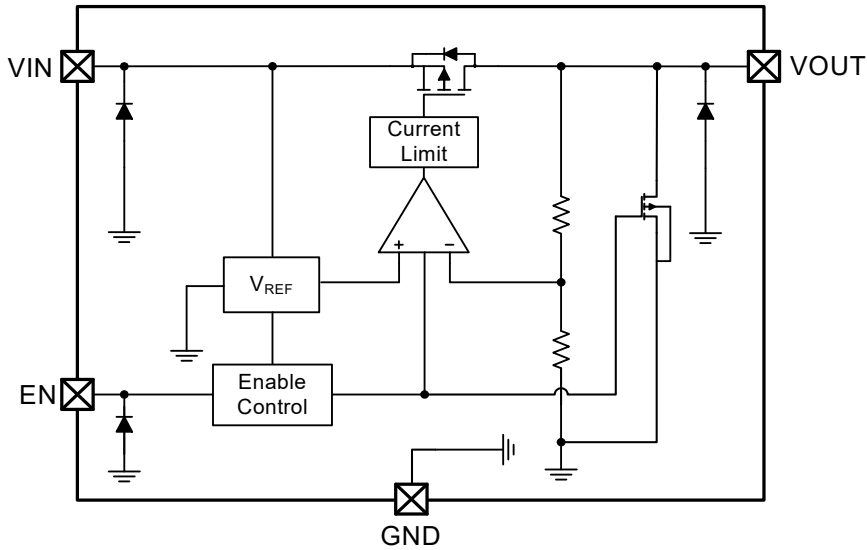 VIN
VOUT
Current
Limit
+ −
VREF
EN
Enable
Control
GND